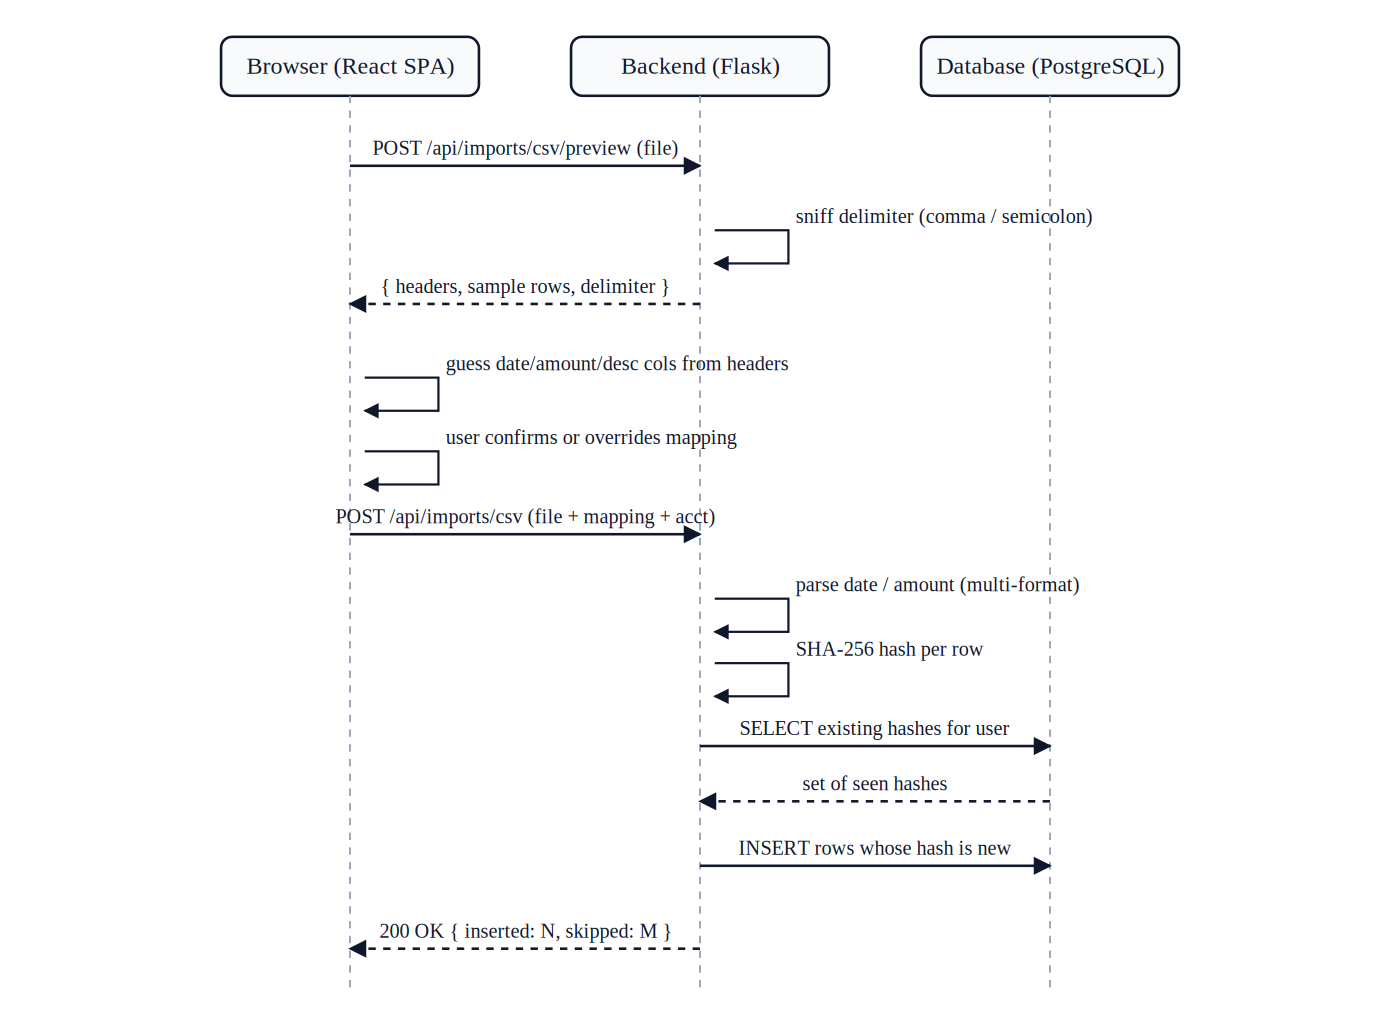 Browser (React SPA)
Backend (Flask)
Database (PostgreSQL)
POST /api/imports/csv/preview (file)
sniff delimiter (comma / semicolon)
{ headers, sample rows, delimiter }
guess date/amount/desc cols from headers
user confirms or overrides mapping
POST /api/imports/csv (file + mapping + acct)
parse date / amount (multi-format)
SHA-256 hash per row
SELECT existing hashes for user
set of seen hashes
INSERT rows whose hash is new
200 OK { inserted: N, skipped: M }